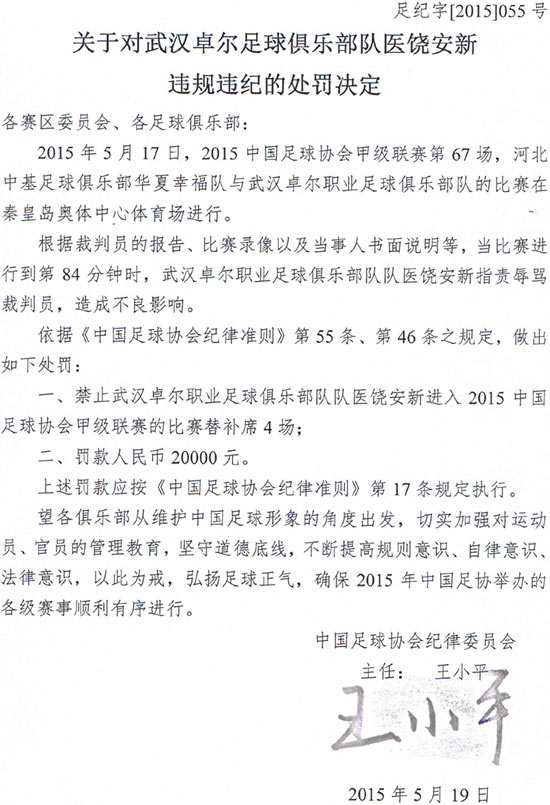 足纪字[2015]055 号
关于对武汉卓尔足球俱乐部队医饶安新
违规违纪的处罚决定
各赛区委员会、各足球俱乐部：
2015 年 5 月 17 日，2015 中国足球协会甲级联赛第 67 场，河北
中基足球俱乐部华夏幸福队与武汉卓尔职业足球俱乐部队的比赛在
秦皇岛奥体中心体育场进行。
根据裁判员的报告、比赛录像以及当事人书面说明等，当比赛进
行到第 84 分钟时，武汉卓尔职业足球俱乐部队队医饶安新指责辱骂
裁判员，造成不良影响。
依据《中国足球协会纪律准则》第 55 条、第 46 条之规定，做出
如下处罚：
一、禁止武汉卓尔职业足球俱乐部队队医饶安新进入 2015 中国
足球协会甲级联赛的比赛替补席 4 场；
二、罚款人民币 20000 元。
上述罚款应按《中国足球协会纪律准则》第 17 条规定执行。
望各俱乐部从维护中国足球形象的角度出发，切实加强对运动
员、官员的管理教育，坚守道德底线，不断提高规则意识、自律意识、
法律意识，以此为戒，弘扬足球正气，确保 2015 年中国足协举办的
各级赛事顺利有序进行。
中国足球协会纪律委员会
主任： 王小平
王小平
2015 年 5 月 19 日